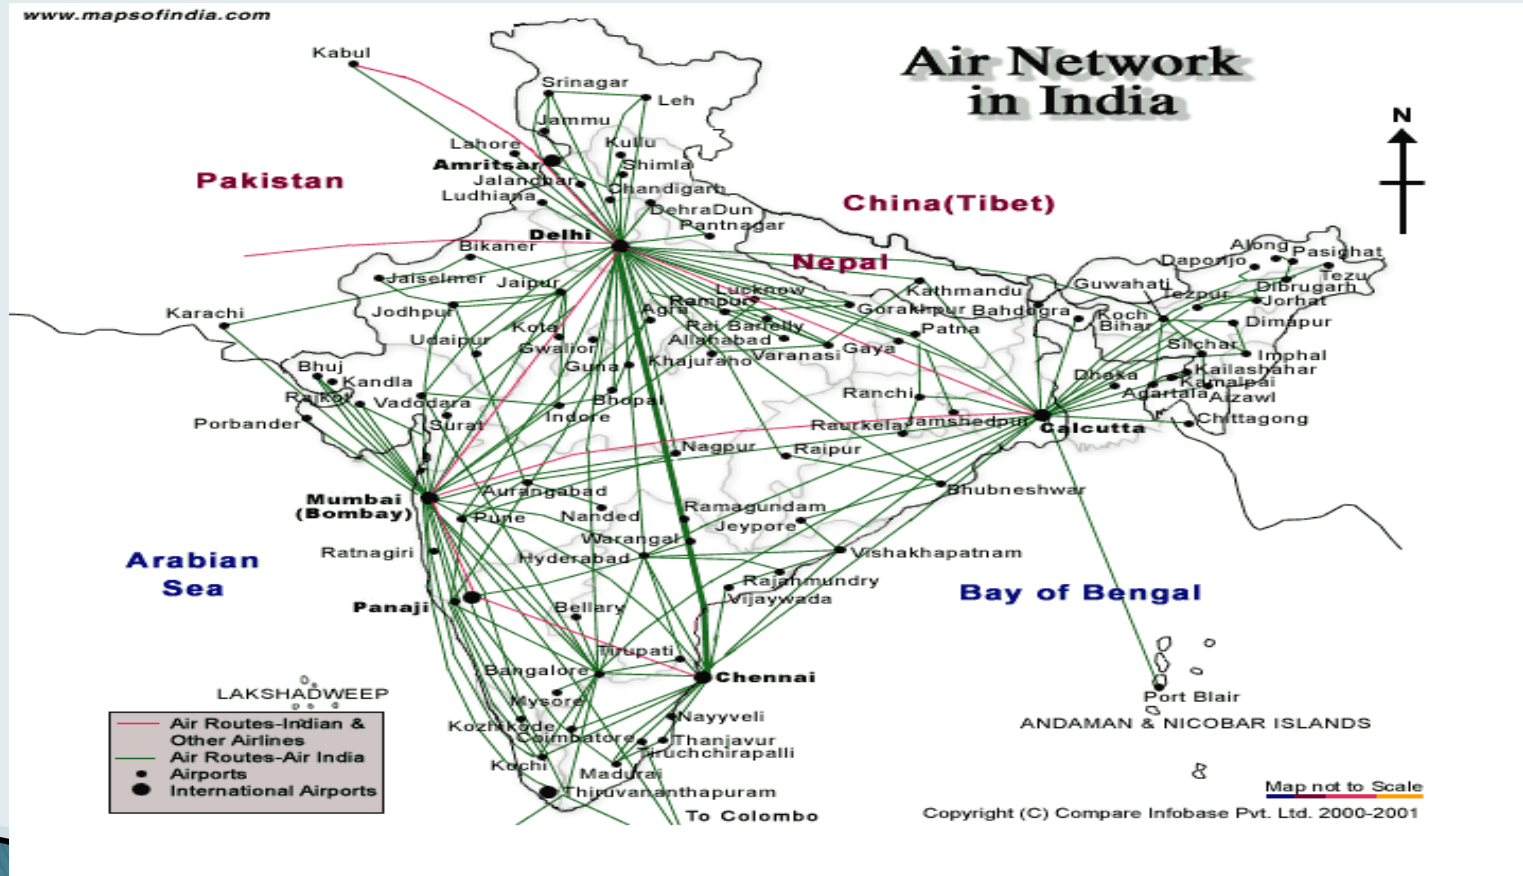 www.mapsofindia.com
Air Network
in India
N
Kabul
Srinagar
Leh
Jammu
Lahore
Kullu
Amritsar
Shimla
Jalandhar
Chandigarh
Ludhiana
DehraDun
Pantnagar
Pakistan
China(Tibet)
Delhi
Bikaner
Nepal
Along
Pasighat
Daporijo
Tezu
Jaiselmer
Jaipur
Lucknow
Kathmandu
Guwahati
Tezpur
Dibrugarh
Jorhat
Rampur
Karachi
Jodhpur
Agra
Gorakhpur
Bahdogra
Koch
Bihar
Dimapur
Kota
Rai Barielly
Patna
Udaipur
Gwalior
Allahabad
Silchar
Imphal
Varanasi
Gaya
Khajuraho
Guna
Bhuj
Kandla
Dhaka
Kailashahar
Kamalpai
Rajkot
Vadodara
Bhopal
Ranchi
Agartala
Aizawl
Porbander
Surat
Indore
Raurkela
Jamshedpur
Calcutta
Chittagong
Nagpur
Raipur
Mumbai
(Bombay)
Aurangabad
Bhubneshwar
Pune
Nanded
Ramagundam
Jeypore
Warangal
Ratnagiri
Hyderabad
Vishakhapatnam
Arabian
Sea
Rajahmundry
Vijaywada
Bay of Bengal
Panaji
Bellary
Tirupati
Bangalore
Chennai
LAKSHADWEEP
Mysore
Port Blair
ANDAMAN & NICOBAR ISLANDS
Nayyveli
Kozhikode
Coimbatore
Thanjavur
Tiruchchirapalli
Kochi
Madurai
Thiruvananthapuram
To Colombo
Air Routes-Indian &
Other Airlines
Air Routes-Air India
Airports
International Airports
Map not to Scale
Copyright (C) Compare Infobase Pvt. Ltd. 2000-2001